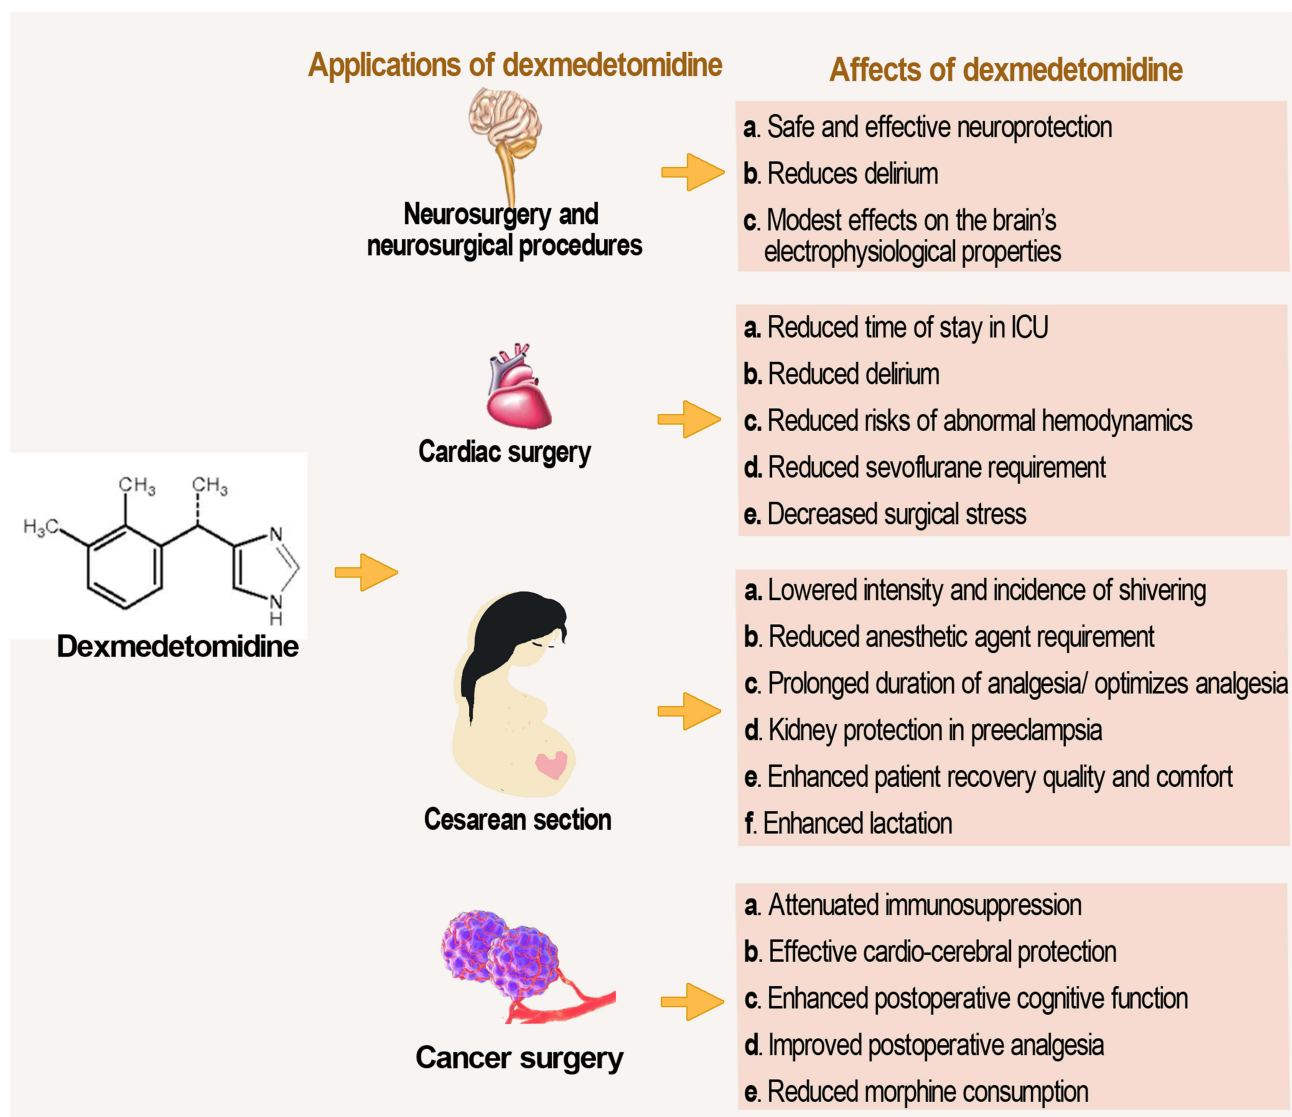 Applications of dexmedetomidine
Affects of dexmedetomidine
Neurosurgery and
neurosurgical procedures
a. Safe and effective neuroprotection
b. Reduces delirium
c. Modest effects on the brain’s
electrophysiological properties
Cardiac surgery
a. Reduced time of stay in ICU
b. Reduced delirium
c. Reduced risks of abnormal hemodynamics
d. Reduced sevoflurane requirement
e. Decreased surgical stress
CH₃
CH₃
H₃C
N
N
H
Dexmedetomidine
Cesarean section
a. Lowered intensity and incidence of shivering
b. Reduced anesthetic agent requirement
c. Prolonged duration of analgesia/ optimizes analgesia
d. Kidney protection in preeclampsia
e. Enhanced patient recovery quality and comfort
f. Enhanced lactation
Cancer surgery
a. Attenuated immunosuppression
b. Effective cardio-cerebral protection
c. Enhanced postoperative cognitive function
d. Improved postoperative analgesia
e. Reduced morphine consumption